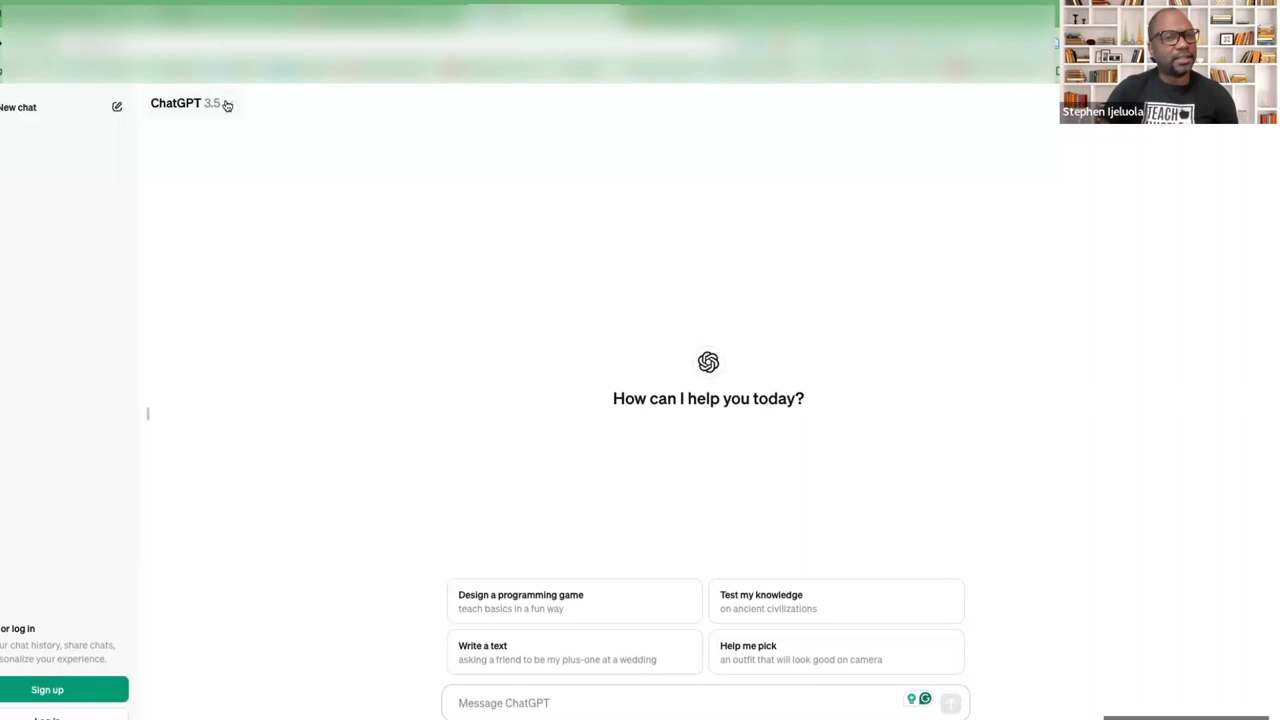 New chat
ChatGPT 3.5
Stephen Ijeluola
TEACH
How can I help you today?
Design a programming game
teach basics in a fun way
Test my knowledge
on ancient civilizations
Write a text
asking a friend to be my plus-one at a wedding
Help me pick
an outfit that will look good on camera
Message ChatGPT
or log in
ur chat history, share chats,
sonalize your experience.
Sign up